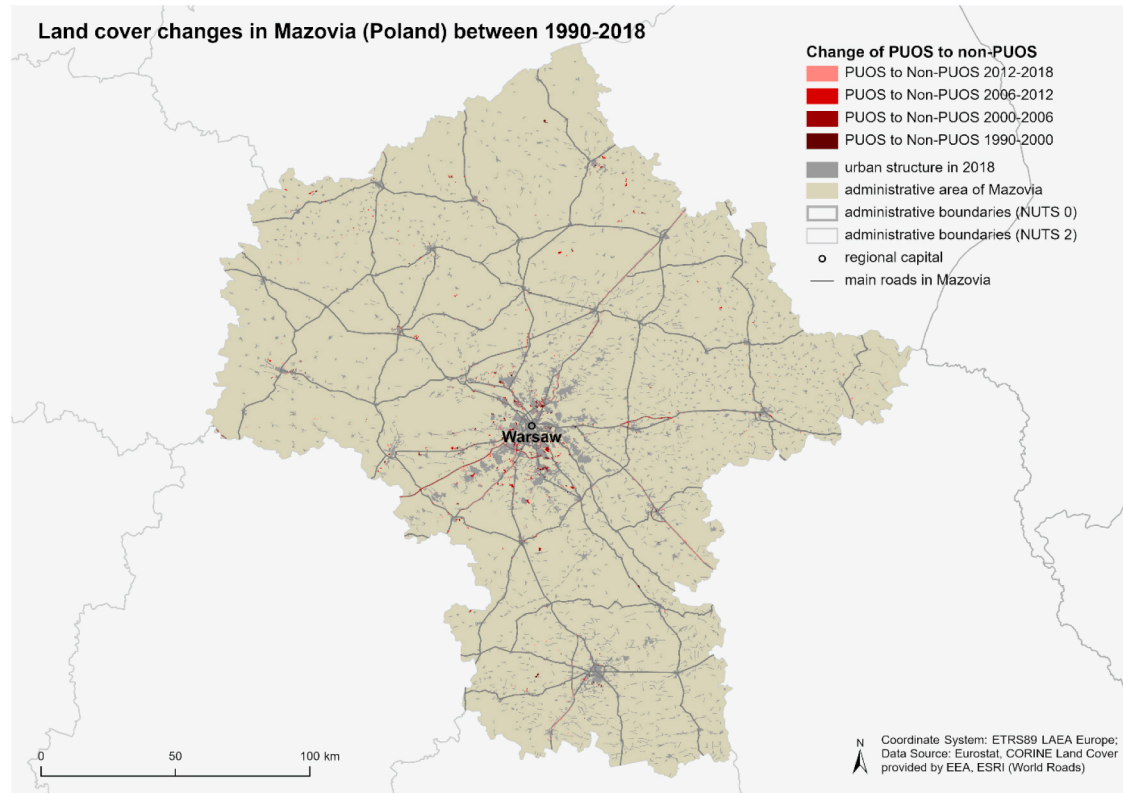 Land cover changes in Mazovia (Poland) between 1990-2018
Change of PUOS to non-PUOS
PUOS to Non-PUOS 2012-2018
PUOS to Non-PUOS 2006-2012
PUOS to Non-PUOS 2000-2006
PUOS to Non-PUOS 1990-2000
urban structure in 2018
administrative area of Mazovia
administrative boundaries (NUTS 0)
administrative boundaries (NUTS 2)
regional capital
main roads in Mazovia
Warsaw
0 50 100 km
N
Coordinate System: ETRS89 LAEA Europe;
Data Source: Eurostat, CORINE Land Cover
provided by EEA, ESRI (World Roads)